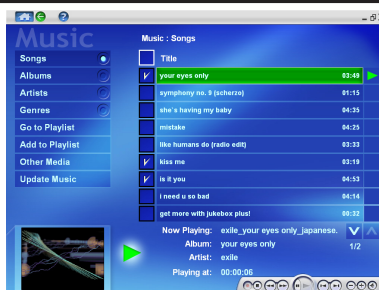 Music
Music : Songs
Songs
Albums
Artists
Genres
Go to Playlist
Add to Playlist
Other Media
Update Music
Title
your eyes only 03:49
symphony no. 9 (scherzo) 01:15
she's having my baby 04:35
mistake 04:25
like humans do (radio edit) 03:33
kiss me 03:19
is it you 04:53
i need u so bad 04:14
get more with jukebox plus! 00:32
Now Playing: exile_your eyes only_japanese.
Album: your eyes only 1/2
Artist: exile
Playing at: 00:00:06